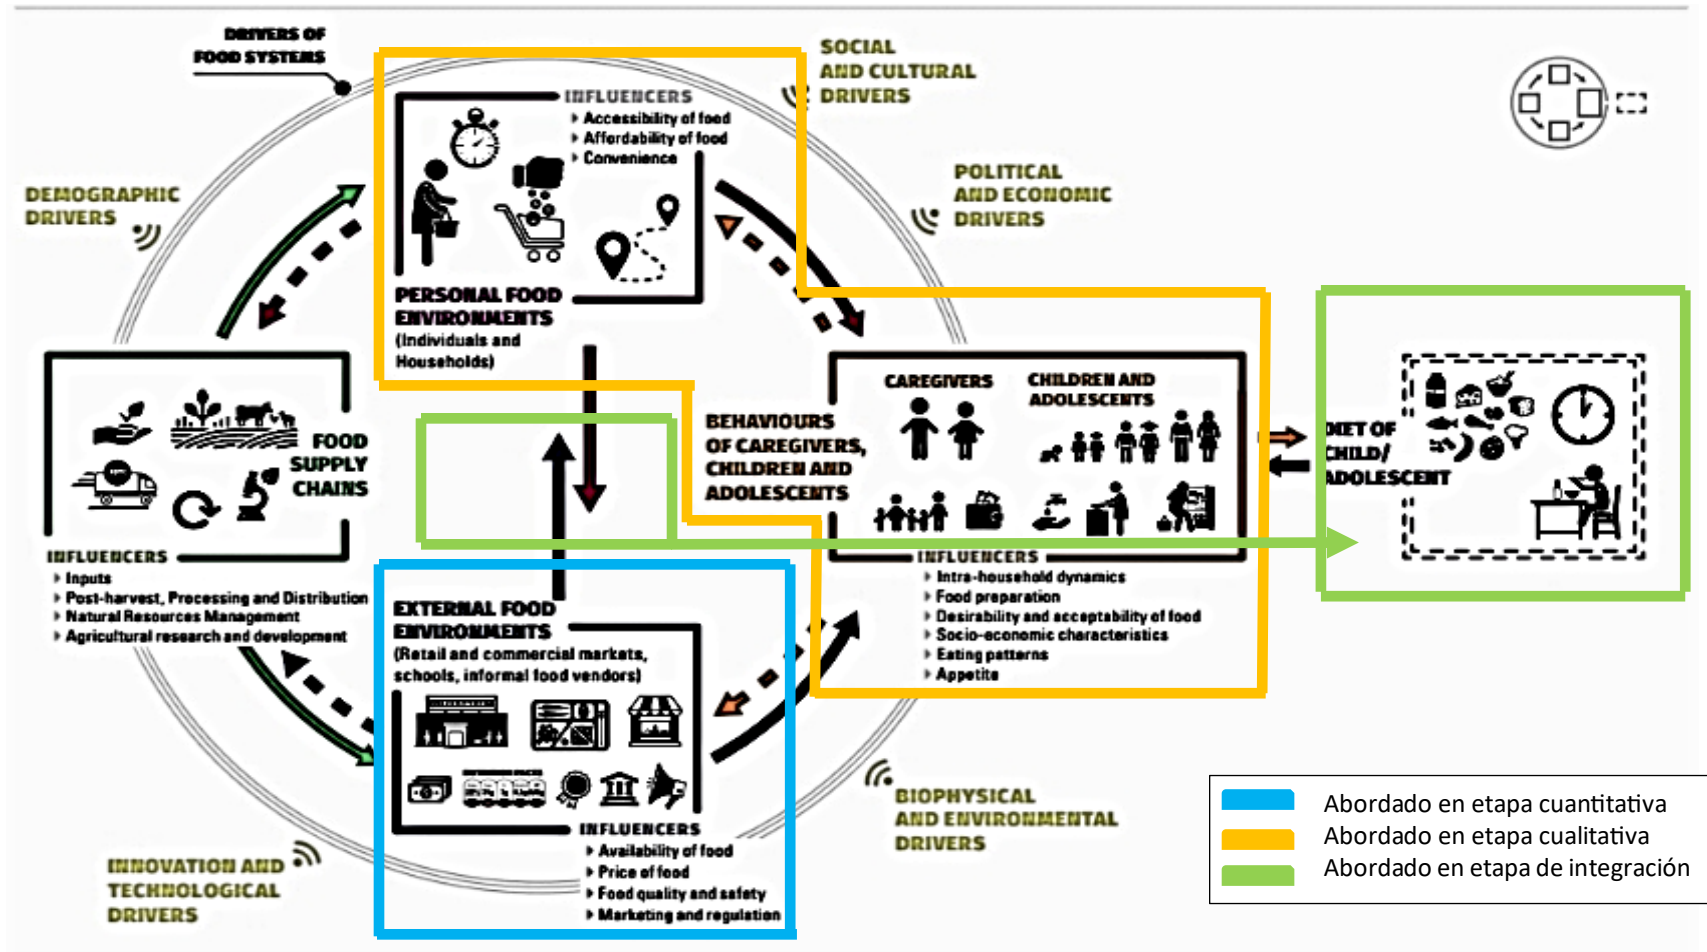 DRIVERS OF
FOOD SYSTEMS
SOCIAL
AND CULTURAL
DRIVERS
INFLUENCERS
Accessibility of food
Affordability of food
Convenience
POLITICAL
AND ECONOMIC
DRIVERS
DEMOGRAPHIC
DRIVERS
PERSONAL FOOD
ENVIRONMENTS
(Individuals and
Households)
CAREGIVERS
CHILDREN AND
ADOLESCENTS
BEHAVIOURS
OF CAREGIVERS,
CHILDREN AND
ADOLESCENTS
DIET OF
CHILD/
ADOLESCENT
FOOD
SUPPLY
CHAINS
INFLUENCERS
Inputs
Post-harvest, Processing and Distribution
Natural Resources Management
Agricultural research and development
INFLUENCERS
Intra-household dynamics
Food preparation
Desirability and acceptability of food
Socio-economic characteristics
Eating patterns
Appetite
EXTERNAL FOOD
ENVIRONMENTS
(Retail and commercial markets,
schools, informal food vendors)
INFLUENCERS
Availability of food
Price of food
Food quality and safety
Marketing and regulation
BIOPHYSICAL
AND ENVIRONMENTAL
DRIVERS
INNOVATION AND
TECHNOLOGICAL
DRIVERS
Abordado en etapa cuantitativa
Abordado en etapa cualitativa
Abordado en etapa de integración